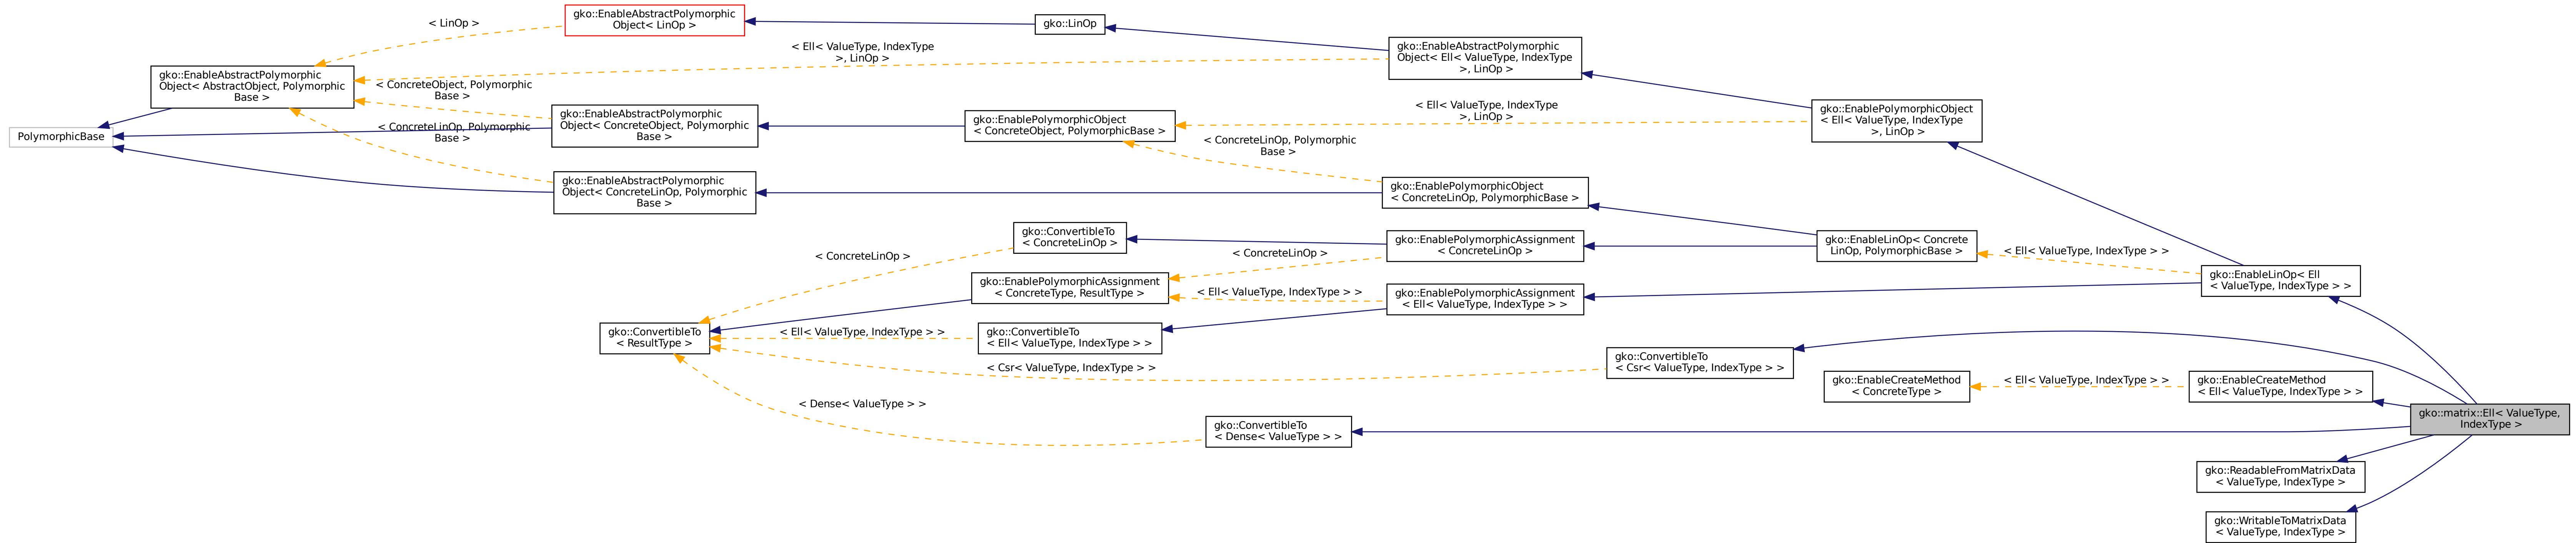 gko::EnableAbstractPolymorphic
Object< LinOp >
< LinOp >
gko::LinOp
< Ell< ValueType, IndexType
>, LinOp >
gko::EnableAbstractPolymorphic
Object< Ell< ValueType, IndexType
>, LinOp >
gko::EnableAbstractPolymorphic
Object< AbstractObject, Polymorphic
Base >
< ConcreteObject, Polymorphic
Base >
gko::EnableAbstractPolymorphic
Object< ConcreteObject, Polymorphic
Base >
gko::EnablePolymorphicObject
< ConcreteObject, PolymorphicBase >
< Ell< ValueType, IndexType
>, LinOp >
gko::EnablePolymorphicObject
< Ell< ValueType, IndexType
>, LinOp >
PolymorphicBase
< ConcreteLinOp, Polymorphic
Base >
< ConcreteLinOp, Polymorphic
Base >
gko::EnableAbstractPolymorphic
Object< ConcreteLinOp, Polymorphic
Base >
gko::EnablePolymorphicObject
< ConcreteLinOp, PolymorphicBase >
gko::ConvertibleTo
< ConcreteLinOp >
gko::EnablePolymorphicAssignment
< ConcreteLinOp >
gko::EnableLinOp< Concrete
LinOp, PolymorphicBase >
< Ell< ValueType, IndexType > >
< ConcreteLinOp >
< ConcreteLinOp >
gko::EnableLinOp< Ell
< ValueType, IndexType > >
gko::EnablePolymorphicAssignment
< ConcreteType, ResultType >
< Ell< ValueType, IndexType > >
gko::EnablePolymorphicAssignment
< Ell< ValueType, IndexType > >
gko::ConvertibleTo
< ResultType >
< Ell< ValueType, IndexType > >
gko::ConvertibleTo
< Ell< ValueType, IndexType > >
< Csr< ValueType, IndexType > >
gko::ConvertibleTo
< Csr< ValueType, IndexType > >
gko::EnableCreateMethod
< ConcreteType >
< Ell< ValueType, IndexType > >
gko::EnableCreateMethod
< Ell< ValueType, IndexType > >
< Dense< ValueType > >
gko::ConvertibleTo
< Dense< ValueType > >
gko::matrix::Ell< ValueType,
IndexType >
gko::ReadableFromMatrixData
< ValueType, IndexType >
gko::WritableToMatrixData
< ValueType, IndexType >